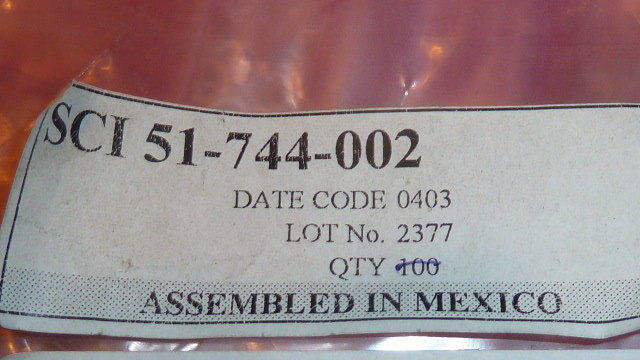 SCI 51-744-002
DATE CODE 0403
LOT No. 2377
QTY 100
ASSEMBLED IN MEXICO